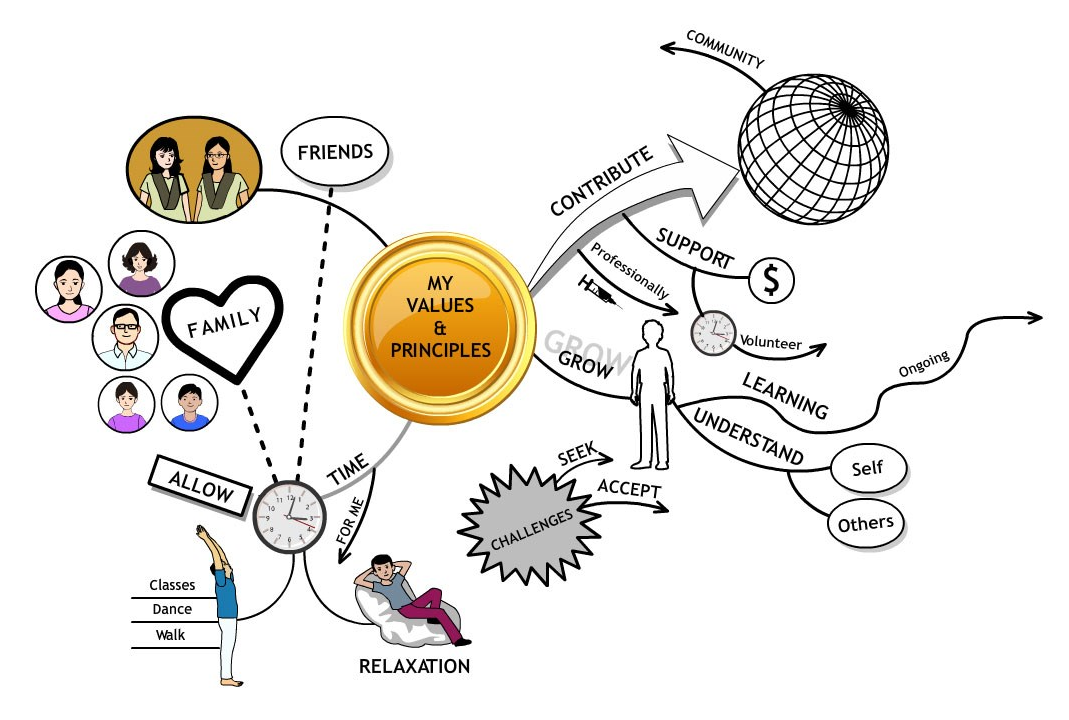 COMMUNITY
FRIENDS
CONTRIBUTE
SUPPORT
$
Professionally
H
Volunteer
MY
VALUES
&
PRINCIPLES
FAMILY
GROW
GROW
Ongoing
LEARNING
UNDERSTAND
Self
Others
SEEK
ACCEPT
CHALLENGES
TIME
FOR ME
ALLOW
Classes
Dance
Walk
RELAXATION